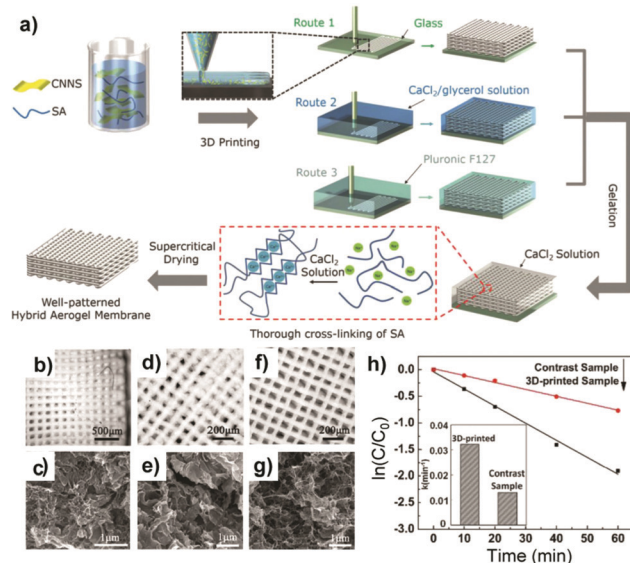 a)
CNNS
SA
3D Printing
Route 1
Glass
Route 2
CaCl2/glycerol solution
Route 3
Pluronic F127
Gelation
CaCl2 Solution
CaCl2
Solution
Thorough cross-linking of SA
Supercritical
Drying
Well-patterned
Hybrid Aerogel Membrane
b)
500μm
d)
200μm
f)
200μm
c)
1μm
e)
1μm
g)
1μm
h)
Contrast Sample
3D-printed Sample
ln(C/C0)
0.0
-0.5
-1.0
-1.5
-2.0
-2.5
-3.0
k(min-1)
0.04
0.03
0.02
0.01
0.00
3D-printed
Contrast
Sample
0 10 20 30 40 50 60
Time (min)